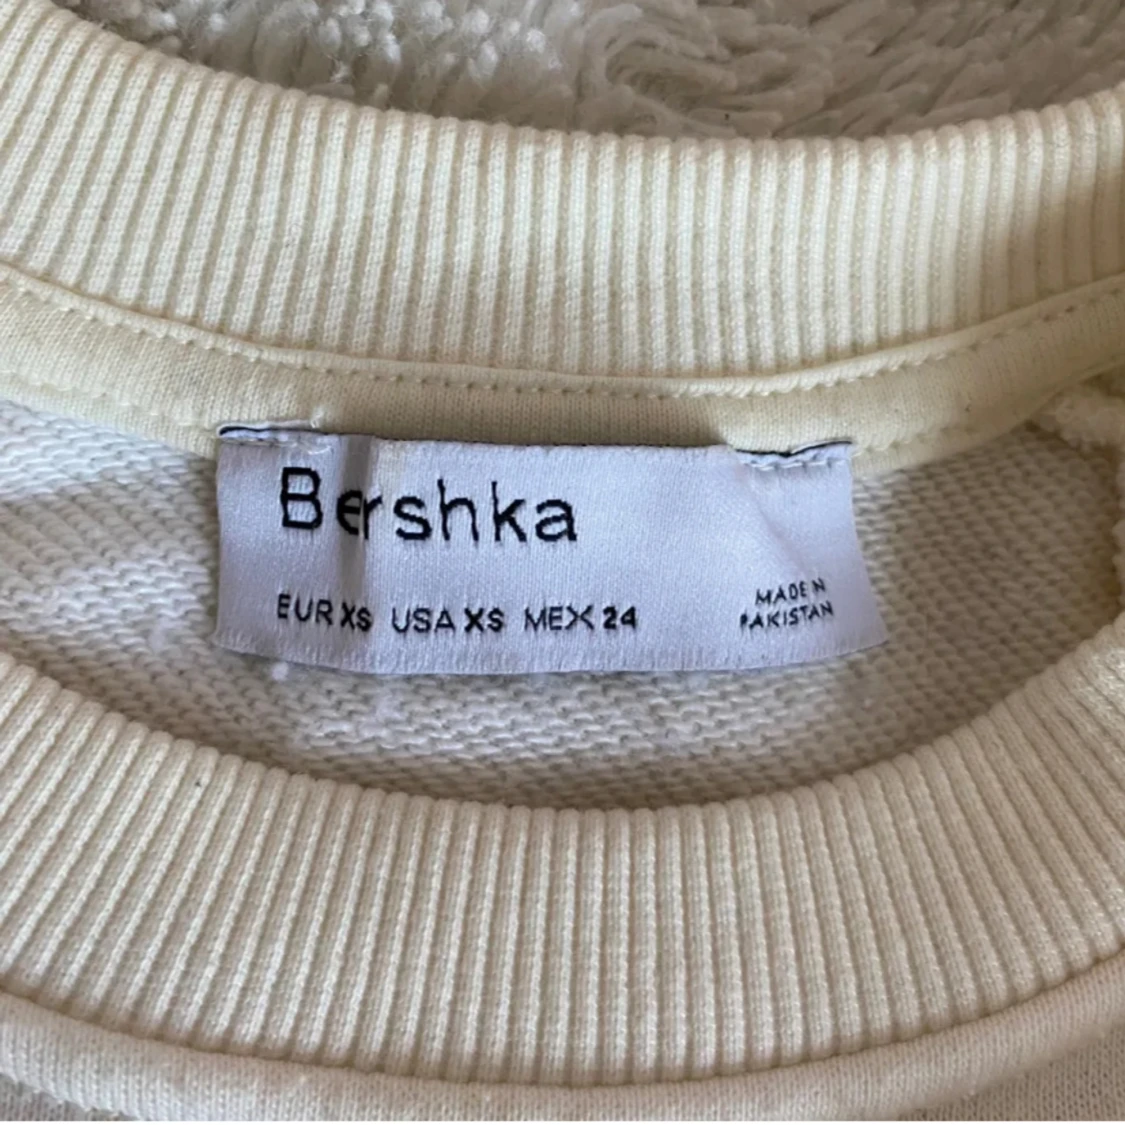 Bershka
EUR XS USA XS MEX 24
MADE IN
PAKISTAN